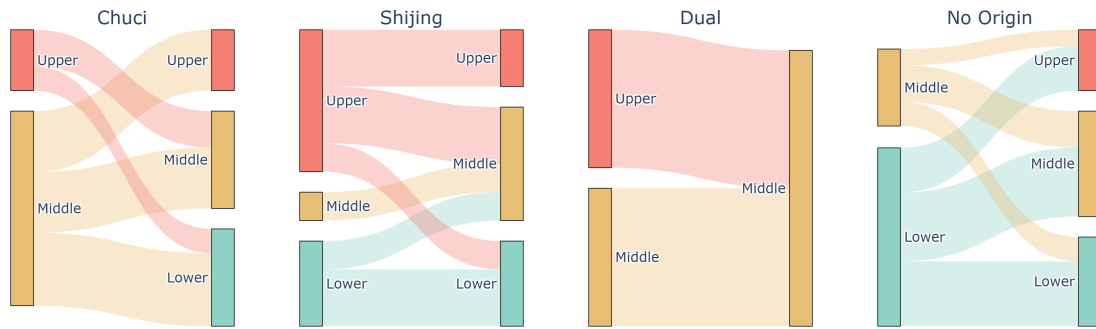 Chuci
Upper
Middle
Upper
Middle
Lower
Shijing
Upper
Middle
Lower
Upper
Middle
Lower
Dual
Upper
Middle
Middle
No Origin
Middle
Lower
Upper
Middle
Lower